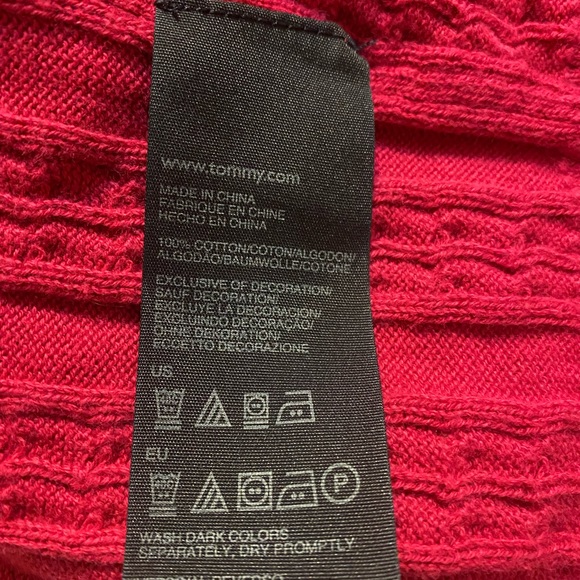 www.tommy.com
MADE IN CHINA
FABRIQUE EN CHINE
HECHO EN CHINA
100% COTTON/COTON/ALGODON/
ALGODÃO/BAUMWOLLE/COTONE
EXCLUSIVE OF DECORATION/
SAUF DECORATION/
EXCLUYE LA DECORACION/
EXCLUINDO DECORAÇÃO/
OHNE DEKORATION/
ECCETTO DECORAZIONE
US
EU
P
WASH DARK COLORS
SEPARATELY, DRY PROMPTLY.